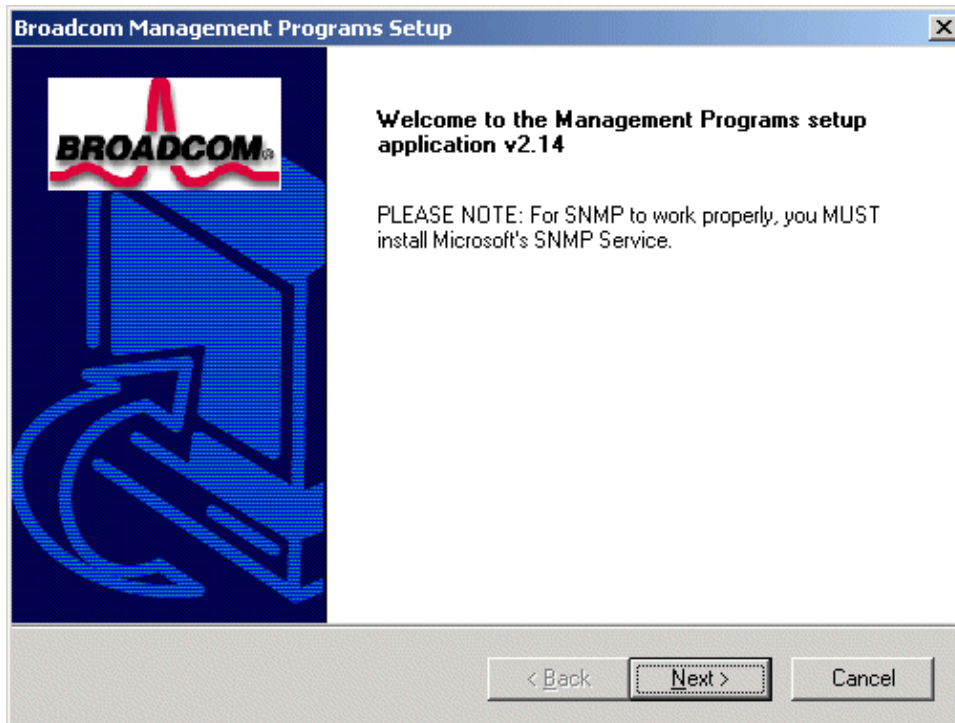 Broadcom Management Programs Setup
BROADCOM®
Welcome to the Management Programs setup
application v2.14
PLEASE NOTE: For SNMP to work properly, you MUST
install Microsoft's SNMP Service.
< Back
Next >
Cancel